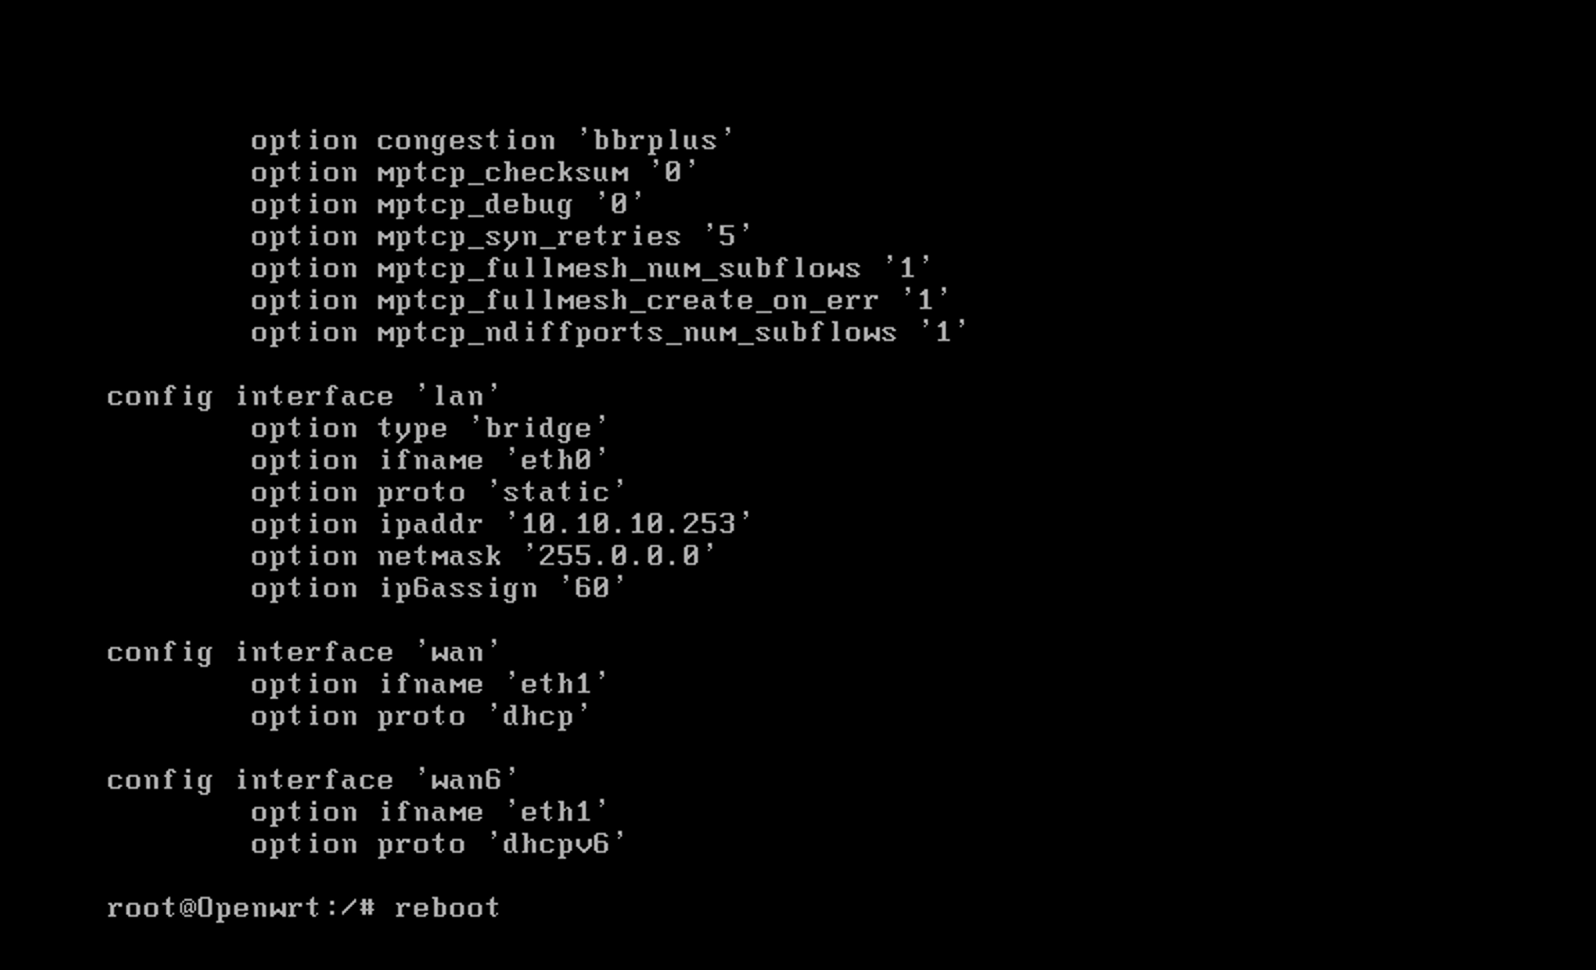 option congestion 'bbrplus'
option mptcp_checksum '0'
option mptcp_debug '0'
option mptcp_syn_retries '5'
option mptcp_fullmesh_num_subflows '1'
option mptcp_fullmesh_create_on_err '1'
option mptcp_ndiffports_num_subflows '1'
config interface 'lan'
option type 'bridge'
option ifname 'eth0'
option proto 'static'
option ipaddr '10.10.10.253'
option netmask '255.0.0.0'
option ip6assign '60'
config interface 'wan'
option ifname 'eth1'
option proto 'dhcp'
config interface 'wan6'
option ifname 'eth1'
option proto 'dhcpv6'
root@Openwrt:/# reboot